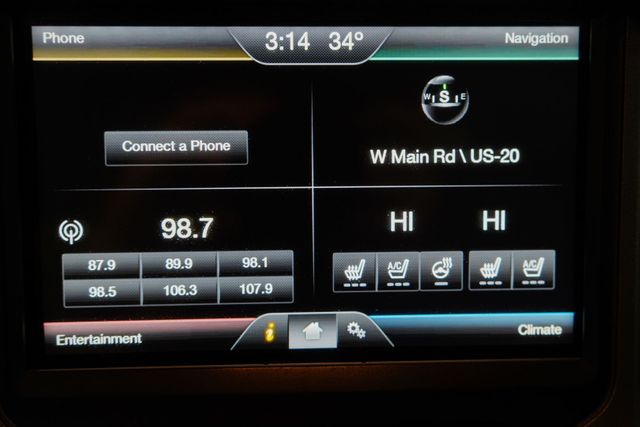 Phone
3:14 34°
Navigation
W S E
Connect a Phone
W Main Rd \ US-20
98.7
87.9 89.9 98.1
98.5 106.3 107.9
HI HI
A/C A/C
Entertainment
i
Climate